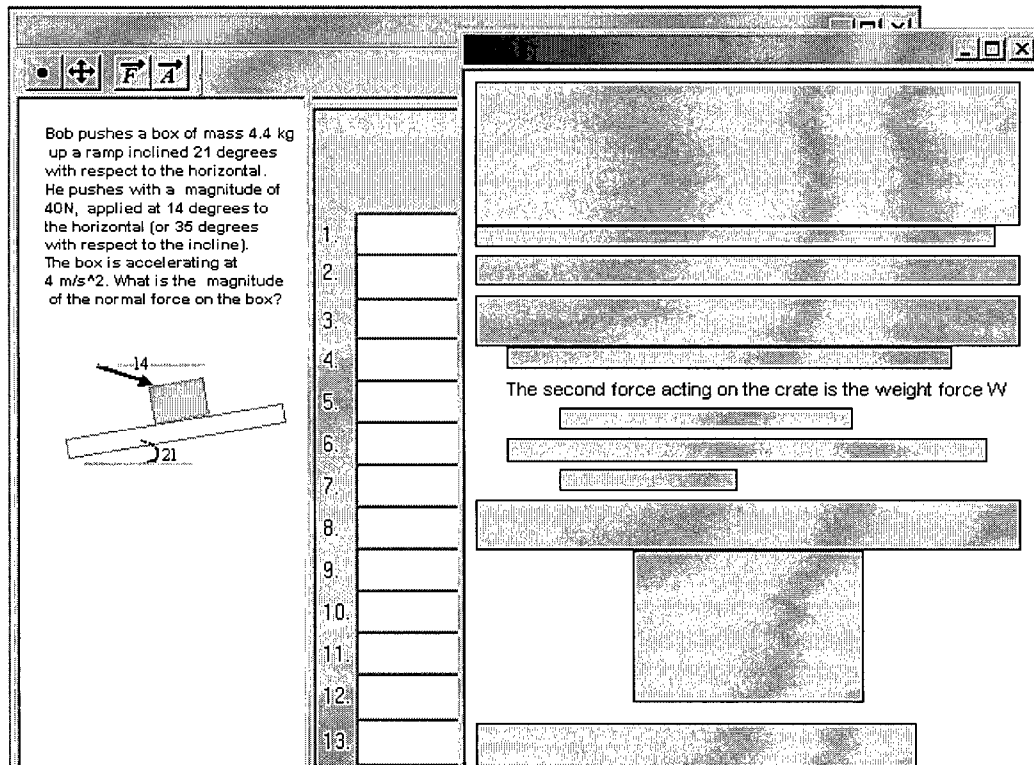 F A
Bob pushes a box of mass 4.4 kg
up a ramp inclined 21 degrees
with respect to the horizontal.
He pushes with a magnitude of
40N, applied at 14 degrees to
the horizontal (or 35 degrees
with respect to the incline).
The box is accelerating at
4 m/s^2. What is the magnitude
of the normal force on the box?
14
21
1.
2.
3.
4.
5.
6.
7.
8.
9.
10.
11.
12.
13.
The second force acting on the crate is the weight force W